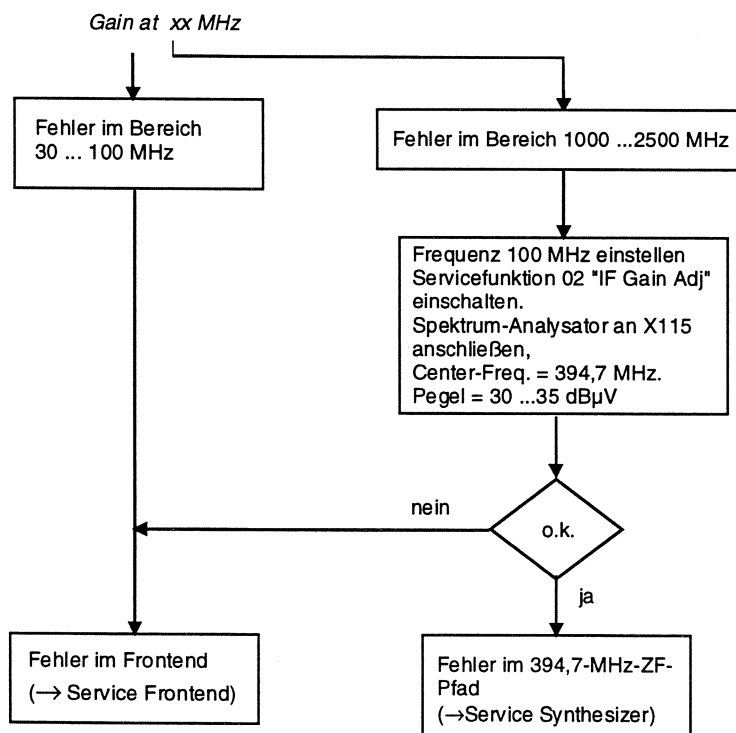 Gain at xx MHz
Fehler im Bereich
30 ... 100 MHz
Fehler im Bereich 1000 ...2500 MHz
Frequenz 100 MHz einstellen
Servicefunktion 02 "IF Gain Adj"
einschalten.
Spektrum-Analysator an X115
anschließen,
Center-Freq. = 394,7 MHz.
Pegel = 30 ...35 dBµV
nein
o.k.
ja
Fehler im Frontend
(→ Service Frontend)
Fehler im 394,7-MHz-ZF-
Pfad
(→Service Synthesizer)